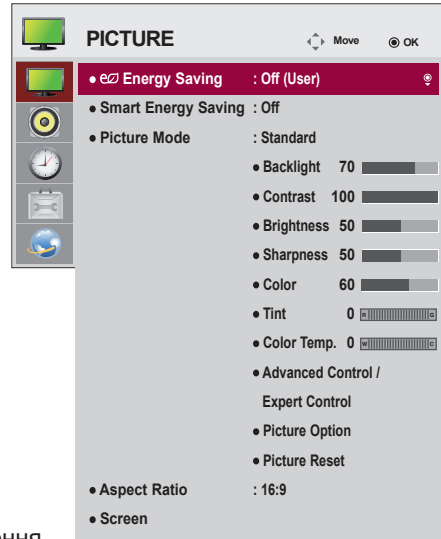 PICTURE Move OK
● Energy Saving : Off (User)
● Smart Energy Saving : Off
● Picture Mode : Standard
● Backlight 70
● Contrast 100
● Brightness 50
● Sharpness 50
● Color 60
● Tint 0 R G
● Color Temp. 0 W C
● Advanced Control /
Expert Control
● Picture Option
● Picture Reset
● Aspect Ratio : 16:9
● Screen